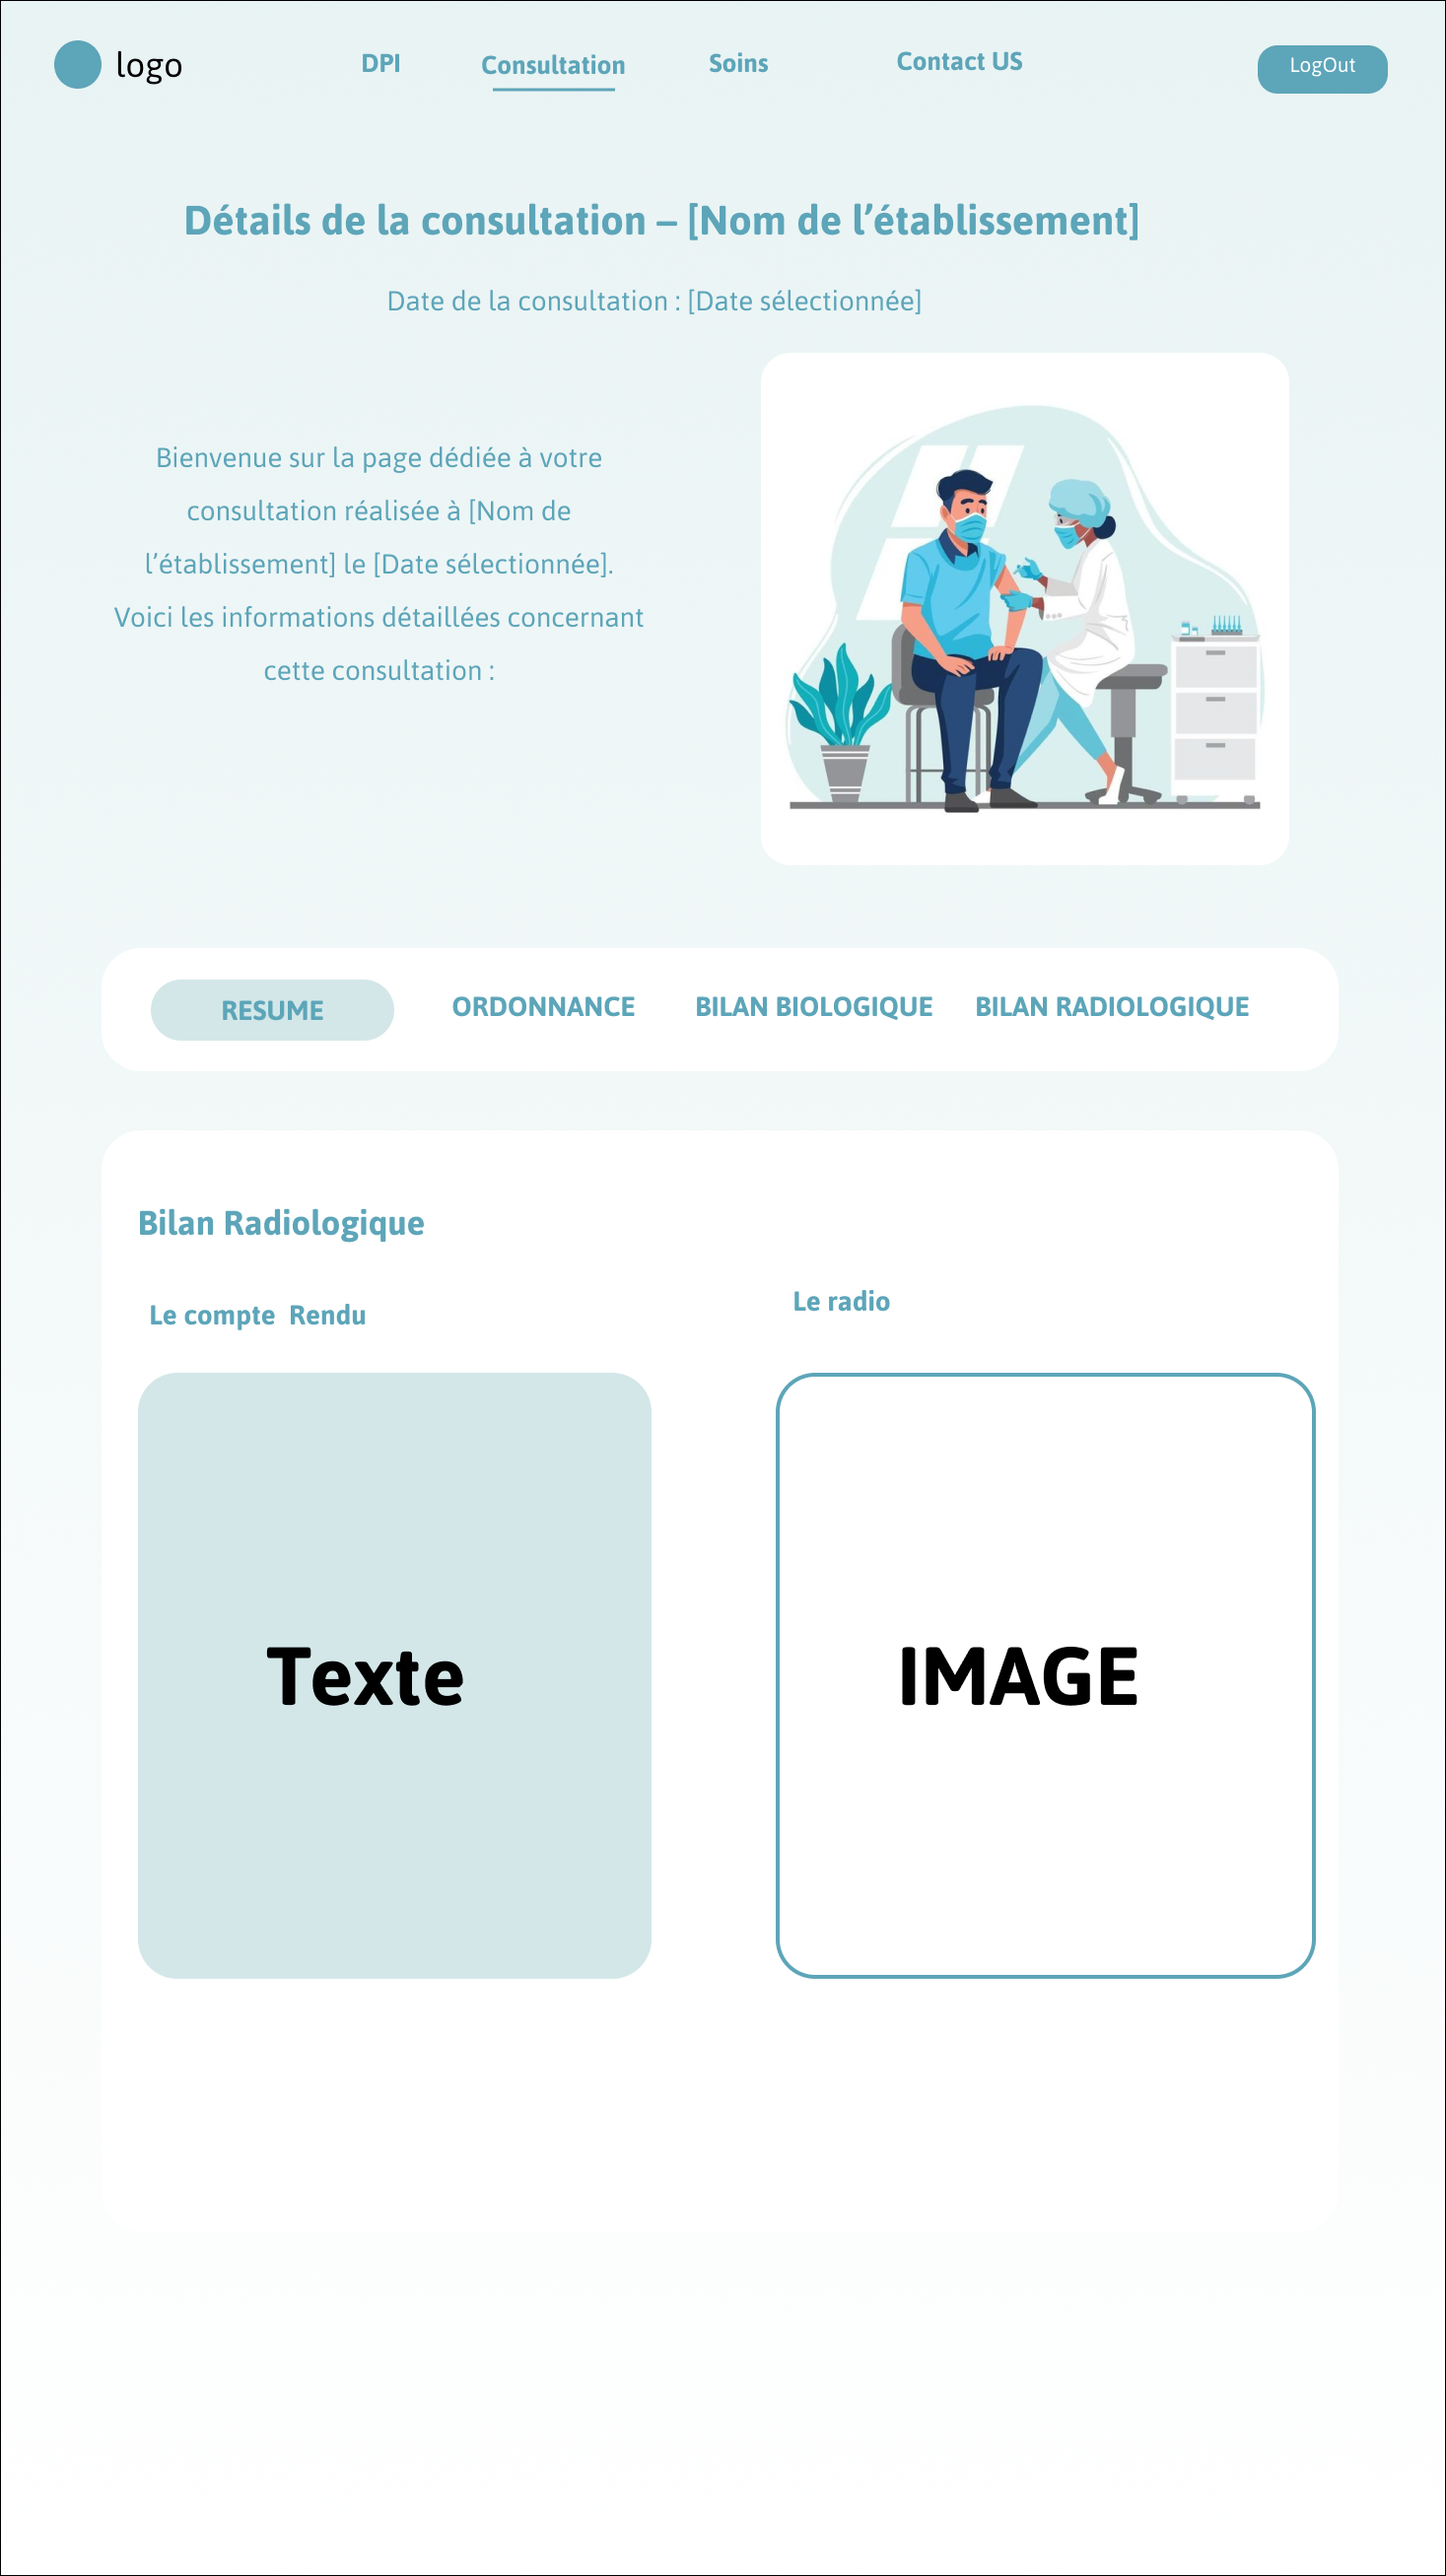 logo
DPI
Consultation
Soins
Contact US
LogOut
Détails de la consultation – [Nom de l’établissement]
Date de la consultation : [Date sélectionnée]
Bienvenue sur la page dédiée à votre
consultation réalisée à [Nom de
l’établissement] le [Date sélectionnée].
Voici les informations détaillées concernant
cette consultation :
RESUME
ORDONNANCE
BILAN BIOLOGIQUE
BILAN RADIOLOGIQUE
Bilan Radiologique
Le compte  Rendu
Le radio
Texte
IMAGE